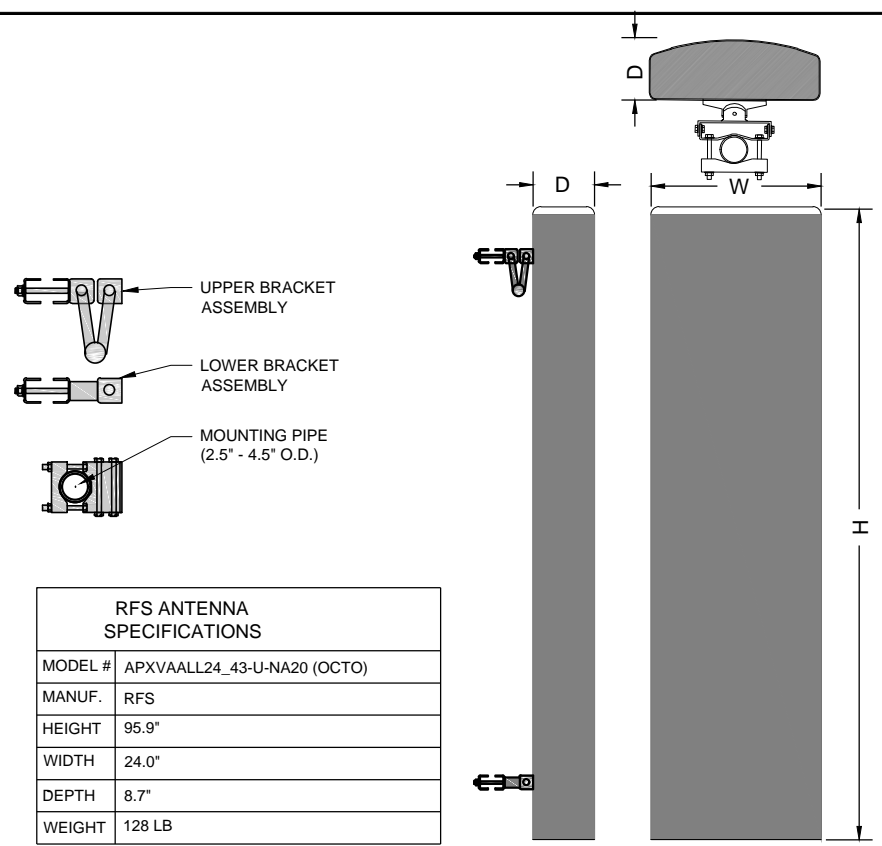 D
D
W
UPPER BRACKET
ASSEMBLY
LOWER BRACKET
ASSEMBLY
MOUNTING PIPE
(2.5" - 4.5" O.D.)
H
RFS ANTENNA
SPECIFICATIONS
MODEL # APXVAALL24_43-U-NA20 (OCTO)
MANUF. RFS
HEIGHT 95.9"
WIDTH 24.0"
DEPTH 8.7"
WEIGHT 128 LB